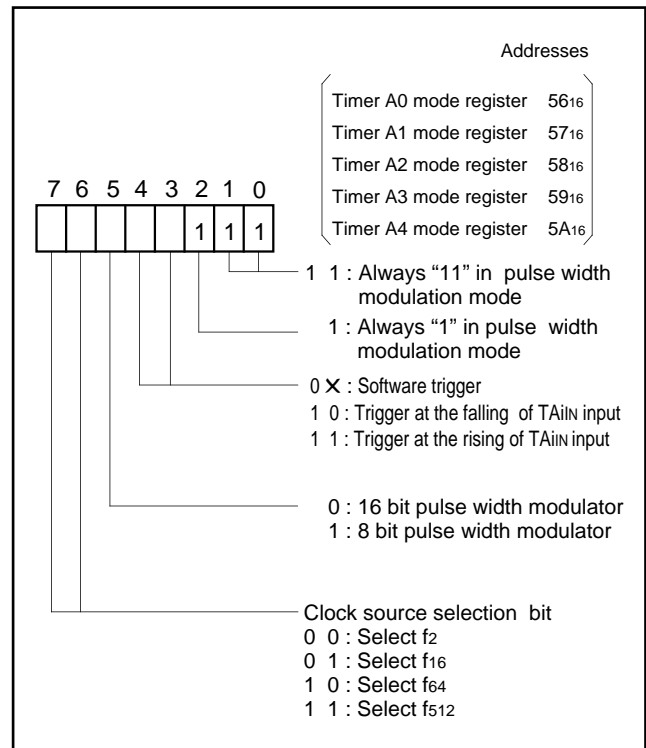 Addresses
Timer A0 mode register 5616
Timer A1 mode register 5716
Timer A2 mode register 5816
Timer A3 mode register 5916
Timer A4 mode register 5A16
7 6 5 4 3 2 1 0
1 1 1
1 1 : Always “11” in pulse width
modulation mode
1 : Always “1” in pulse width
modulation mode
0 × : Software trigger
1 0 : Trigger at the falling of TAiIN input
1 1 : Trigger at the rising of TAiIN input
0 : 16 bit pulse width modulator
1 : 8 bit pulse width modulator
Clock source selection bit
0 0 : Select f2
0 1 : Select f16
1 0 : Select f64
1 1 : Select f512